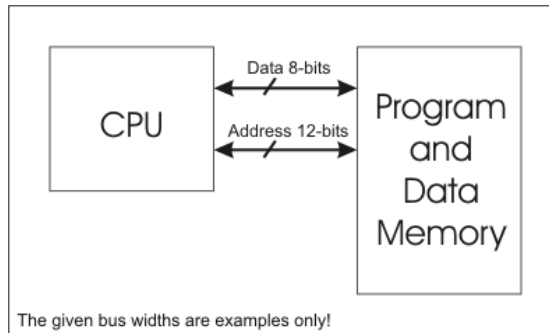 Data 8-bits
CPU
Address 12-bits
Program
and
Data
Memory
The given bus widths are examples only!